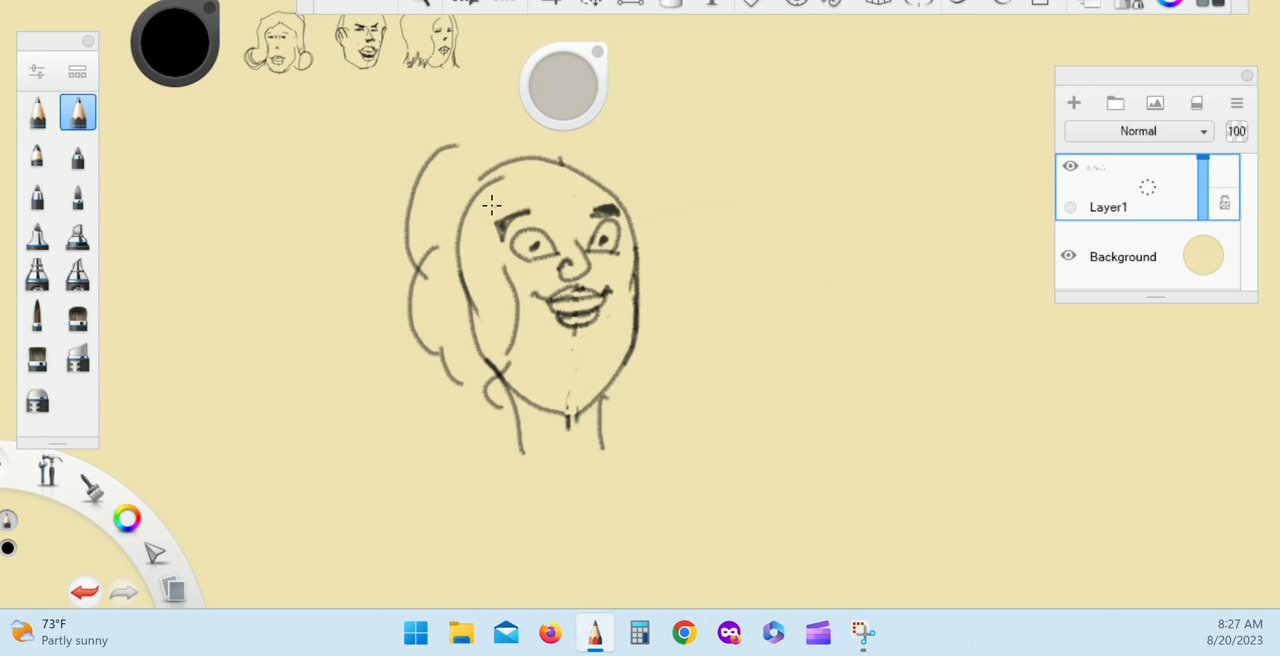 Normal
100
Layer1
Background
73°F
Partly sunny
8:27 AM
8/20/2023